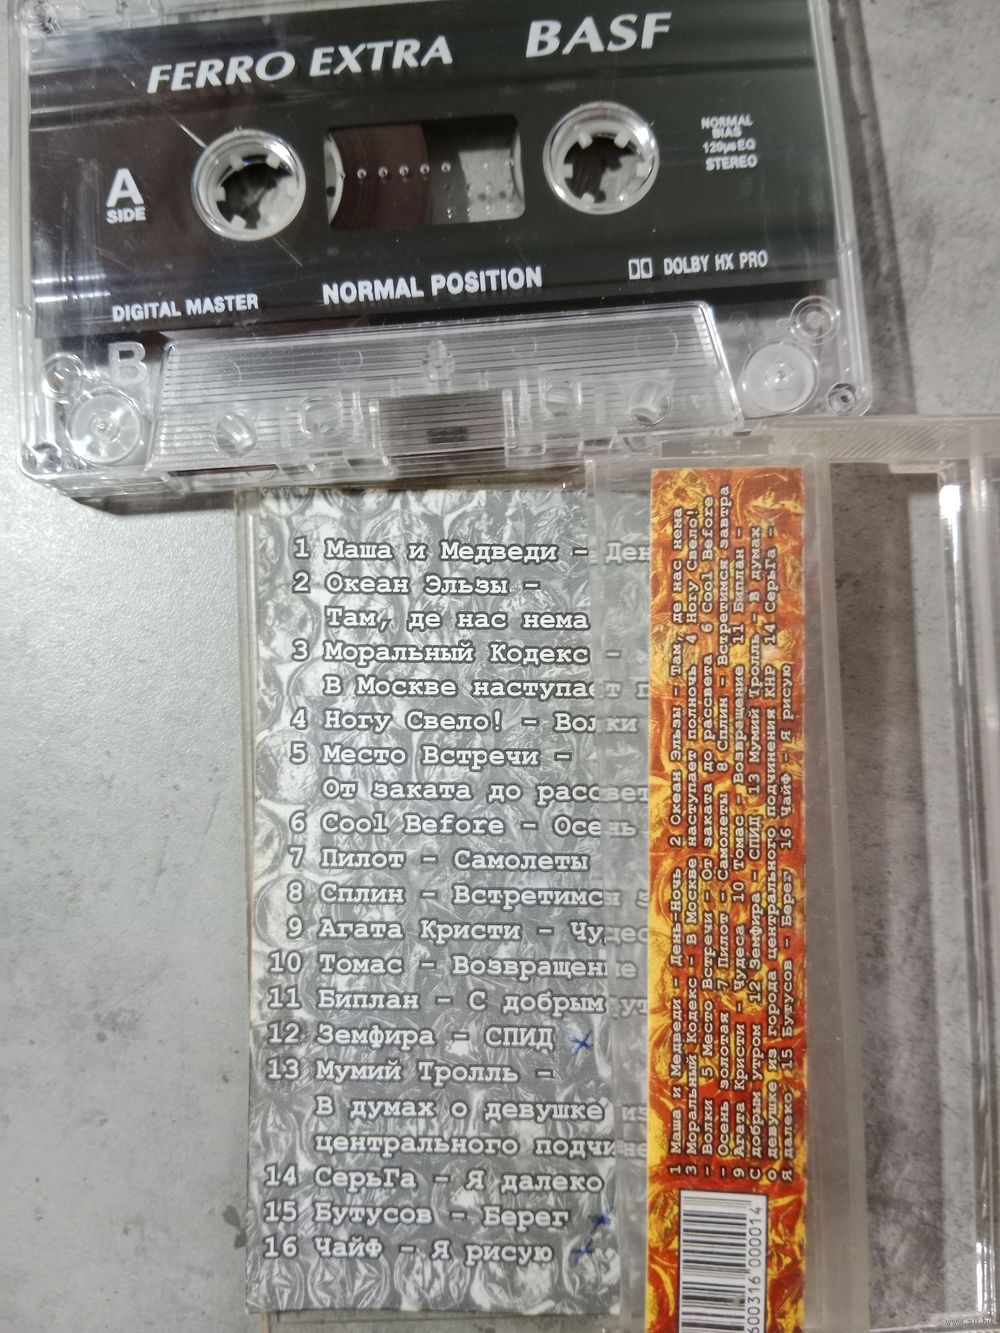 FERRO EXTRA BASF
NORMAL
BIAS
120µs EQ
STEREO
A
SIDE
DIGITAL MASTER
NORMAL POSITION
DOLBY HX PRO
B
1 Маша и Медведи - Ден
2 Океан Эльзы -
Там, де нас нема
3 Моральный Кодекс -
В Москве наступает п
4 Ногу Свело! - Волки
5 Место Встречи -
От заката до рассвет
6 Cool Before - Осень
7 Пилот - Самолеты
8 Сплин - Встретимся з
9 Агата Кристи - Чудес
10 Томас - Возвращение
11 Биплан - С добрым ут
12 Земфира - СПИД
13 Мумий Тролль -
В думах о девушке из
центрального подчине
14 СерьГа - Я далеко
15 Бутусов - Берег
16 Чайф - Я рисую
1 Маша и Медведи - День-ночь 2 Океан Эльзы - Там, де нас нема
3 Моральный Кодекс - В Москве наступает полночь 4 Ногу Свело!
- Волки 5 Место Встречи - От заката до рассвета 6 Cool Before
- Осень золотая 7 Пилот - Самолеты 8 Сплин - Встретимся завтра
9 Агата Кристи - Чудеса 10 Томас - Возвращение 11 Биплан -
С добрым утром 12 Земфира - СПИД 13 Мумий Тролль - В думах
о девушке из города центрального подчинения КНР 14 СерьГа -
Я далеко 15 Бутусов - Берег 16 Чайф - Я рисую
600316 000014